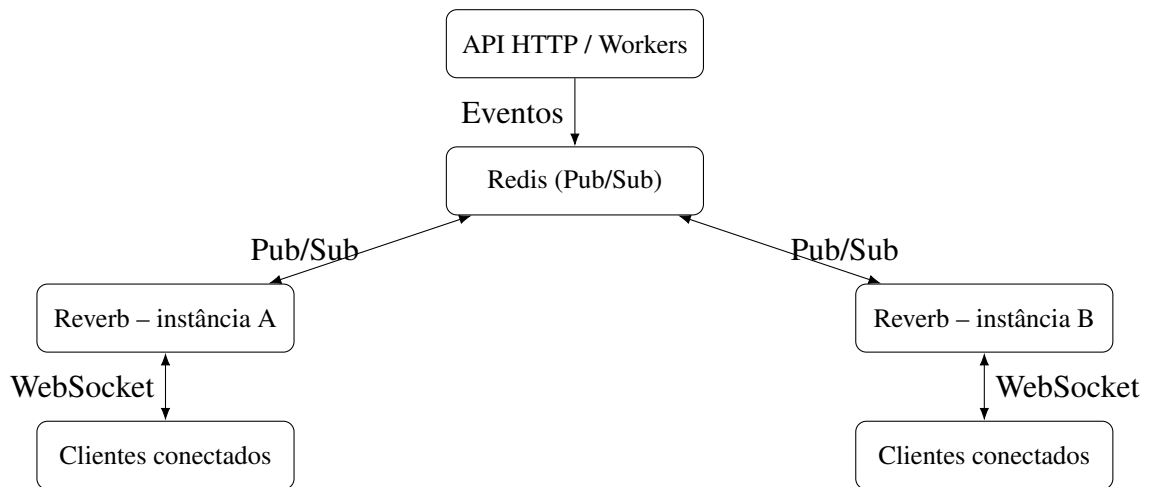 API HTTP / Workers
Eventos
Redis (Pub/Sub)
Pub/Sub
Pub/Sub
Reverb – instância A
Reverb – instância B
WebSocket
WebSocket
Clientes conectados
Clientes conectados